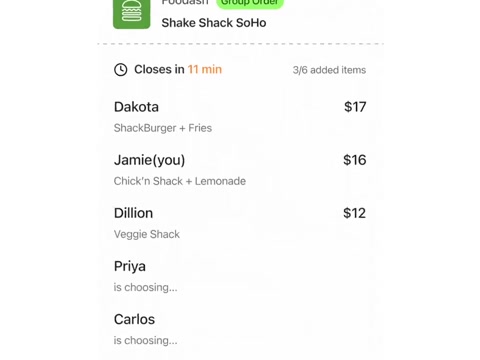 Foodash Group Order
Shake Shack SoHo
Closes in 11 min 3/6 added items
Dakota $17
ShackBurger + Fries
Jamie(you) $16
Chick'n Shack + Lemonade
Dillion $12
Veggie Shack
Priya
is choosing...
Carlos
is choosing...